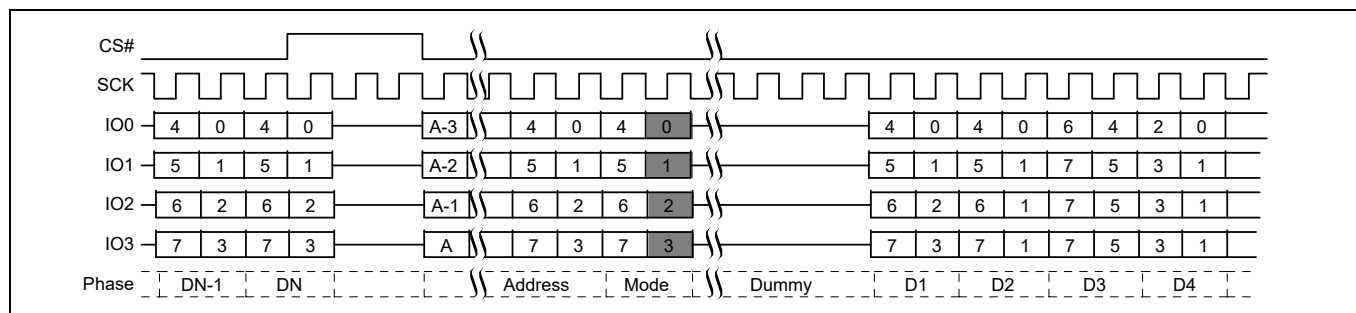 CS#
SCK
IO0 4 0 4 0 A-3 4 0 4 0 4 0 4 0 6 4 2 0
IO1 5 1 5 1 A-2 5 1 5 1 5 1 5 1 7 5 3 1
IO2 6 2 6 2 A-1 6 2 6 2 6 2 6 1 7 5 3 1
IO3 7 3 7 3 A 7 3 7 3 7 3 7 1 7 5 3 1
Phase DN-1 DN Address Mode Dummy D1 D2 D3 D4